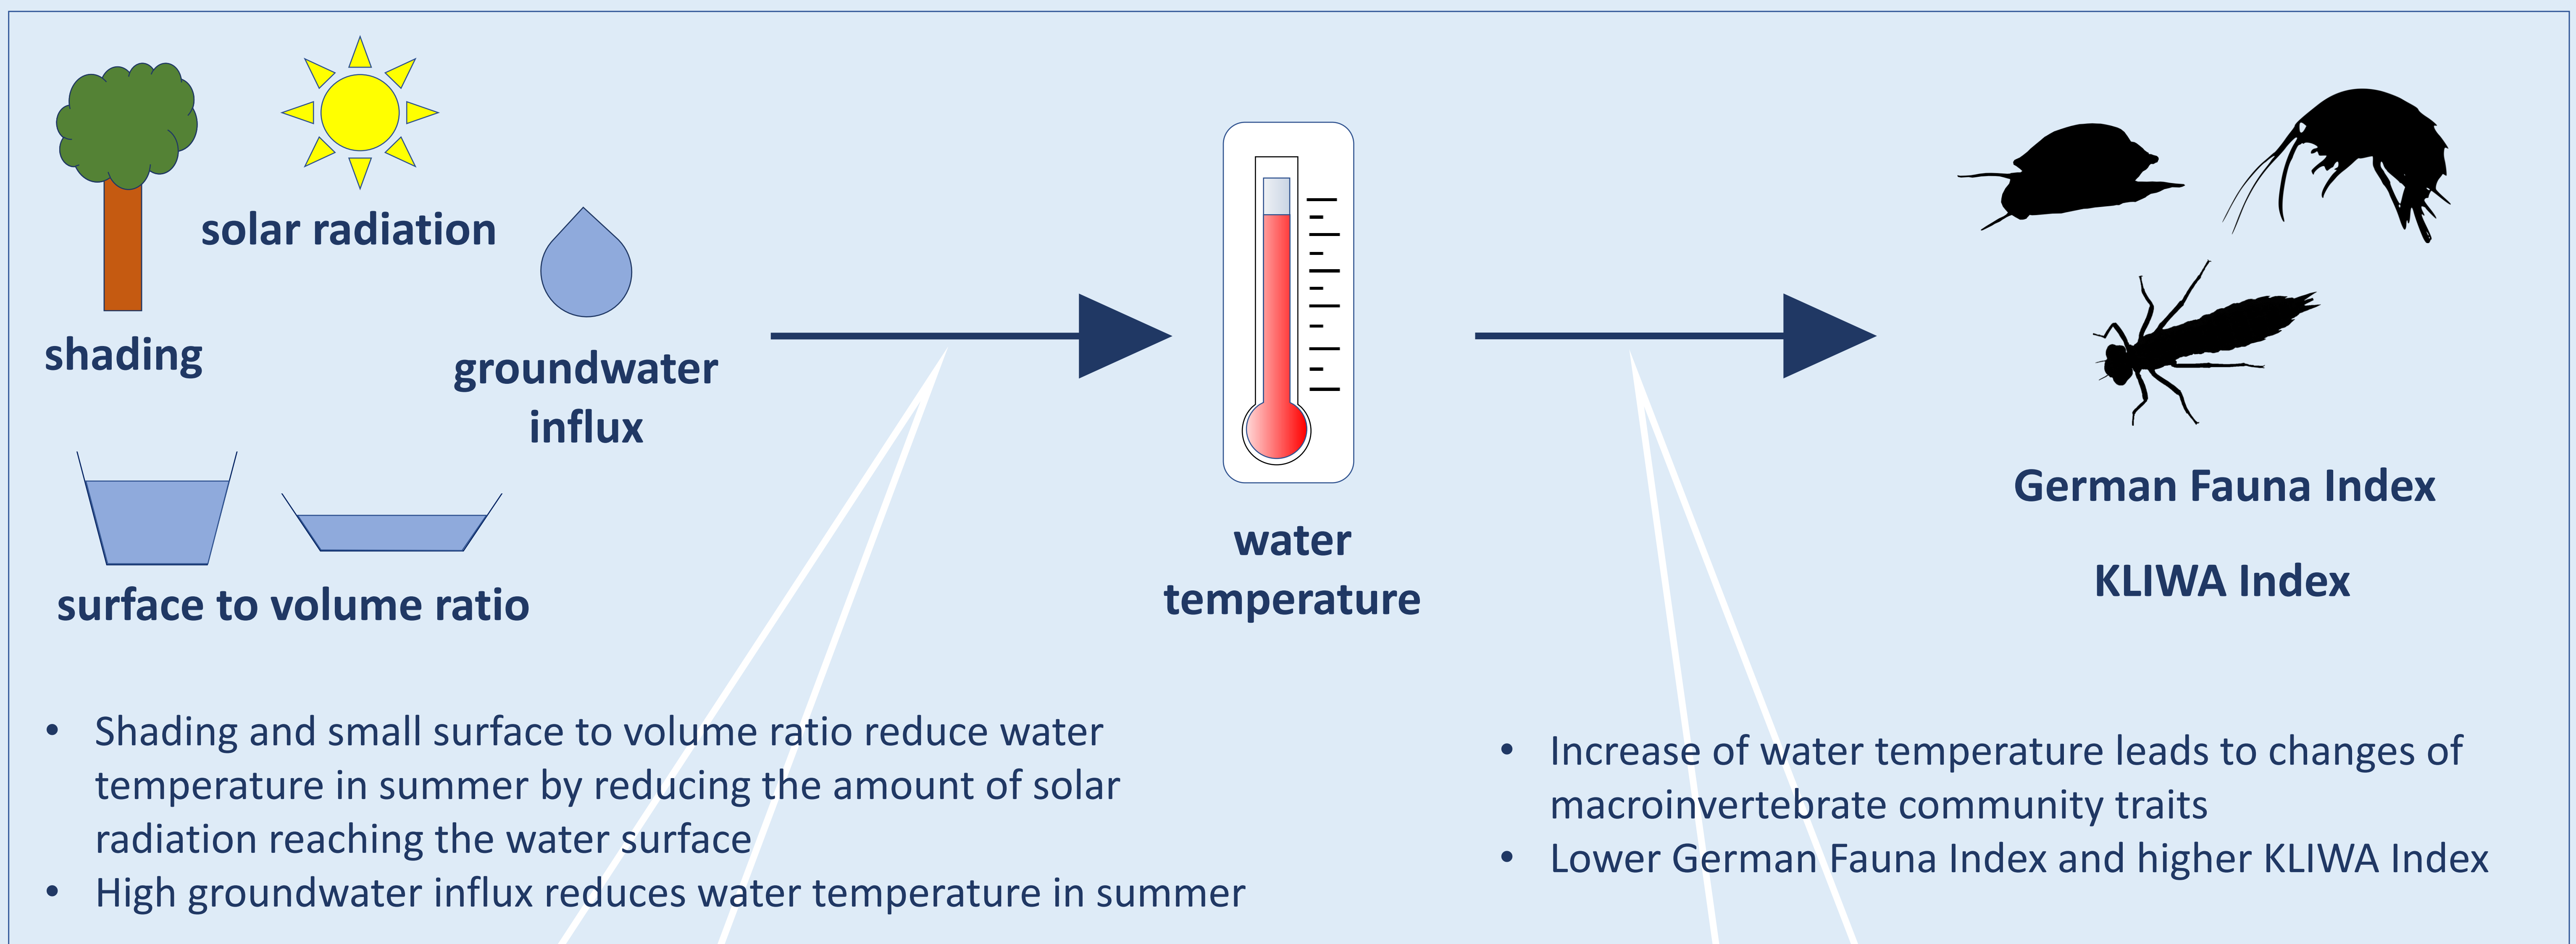 solar radiation
shading
groundwater
influx
surface to volume ratio
water
temperature
German Fauna Index
KLIWA Index
• Shading and small surface to volume ratio reduce water
temperature in summer by reducing the amount of solar
radiation reaching the water surface
• High groundwater influx reduces water temperature in summer
• Increase of water temperature leads to changes of
macroinvertebrate community traits
• Lower German Fauna Index and higher KLIWA Index